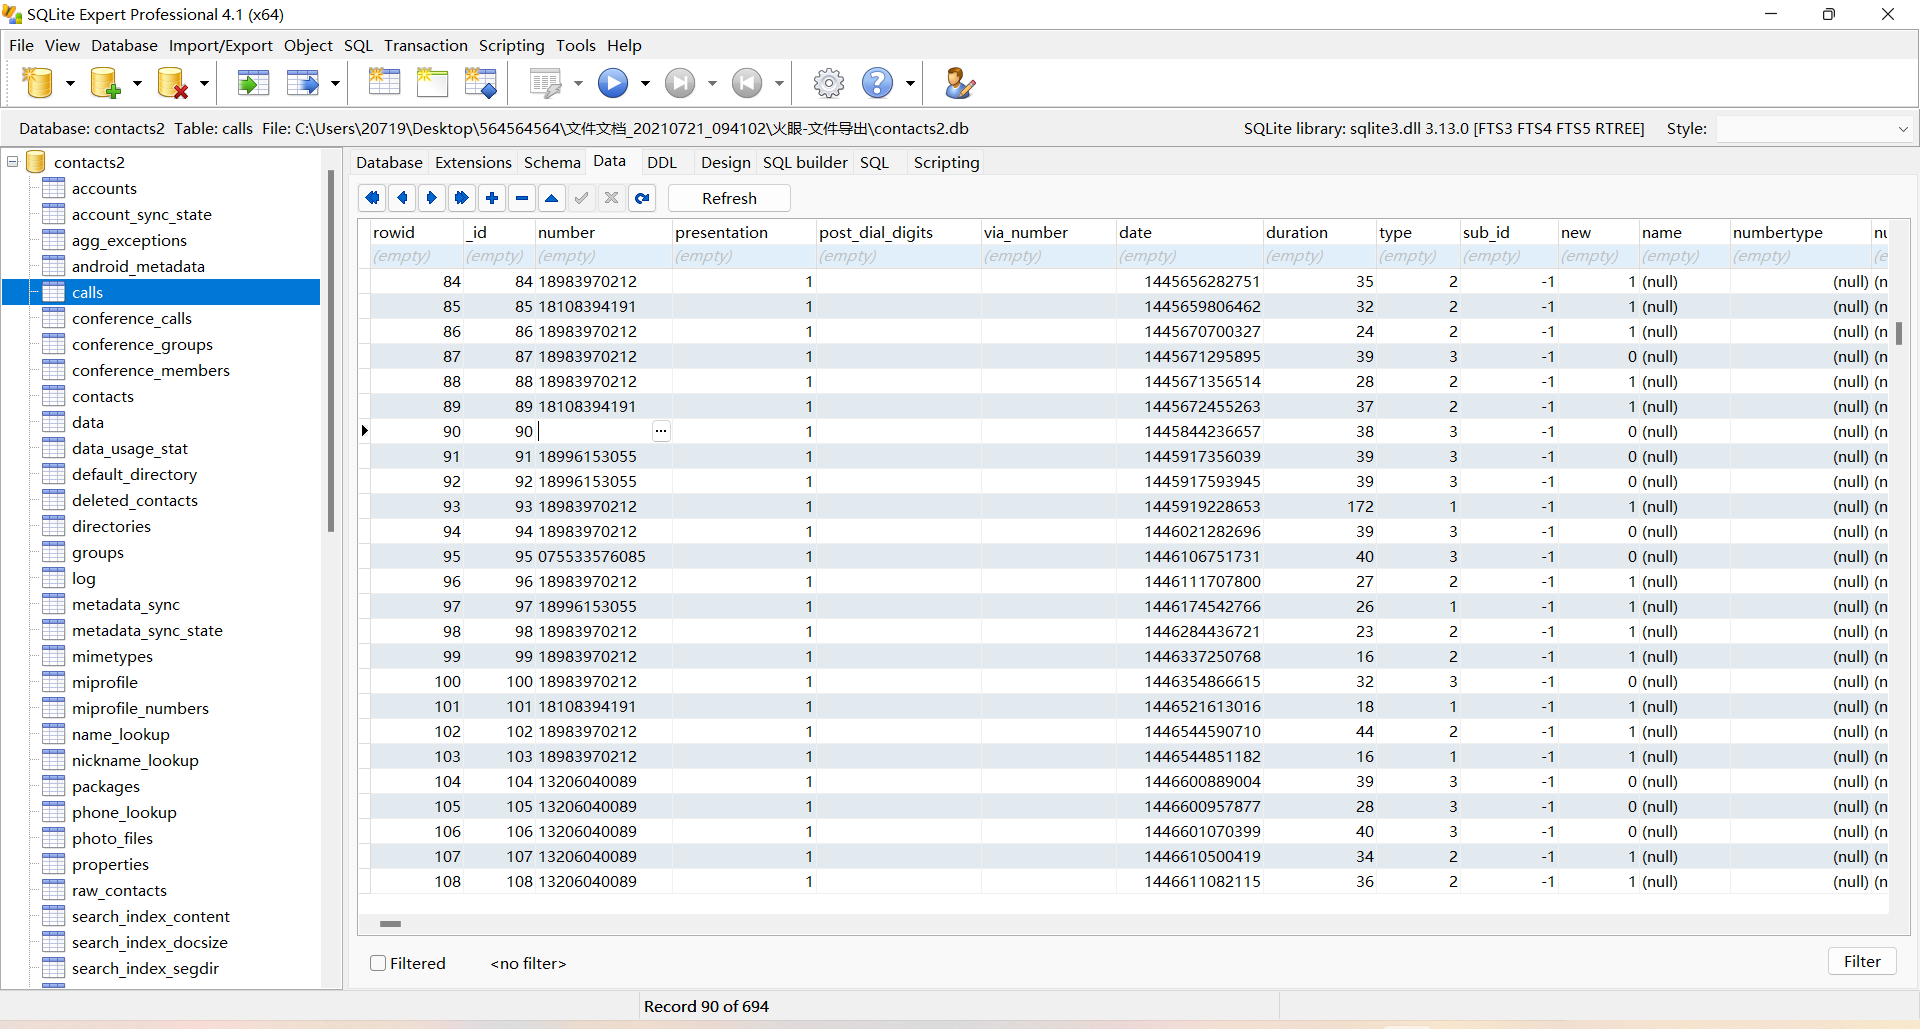 SQLite Expert Professional 4.1 (x64)
File View Database Import/Export Object SQL Transaction Scripting Tools Help
Database: contacts2 Table: calls File: C:\Users\20719\Desktop\564564564\文件文档_20210721_094102\火眼-文件导出\contacts2.db SQLite library: sqlite3.dll 3.13.0 [FTS3 FTS4 FTS5 RTREE] Style:
contacts2
accounts
account_sync_state
agg_exceptions
android_metadata
calls
conference_calls
conference_groups
conference_members
contacts
data
data_usage_stat
default_directory
deleted_contacts
directories
groups
log
metadata_sync
metadata_sync_state
mimetypes
miprofile
miprofile_numbers
name_lookup
nickname_lookup
packages
phone_lookup
photo_files
properties
raw_contacts
search_index_content
search_index_docsize
search_index_segdir
Database Extensions Schema Data DDL Design SQL builder SQL Scripting
Refresh
rowid _id number presentation post_dial_digits via_number date duration type sub_id new name numbertype nu
(empty) (empty) (empty) (empty) (empty) (empty) (empty) (empty) (empty) (empty) (empty) (empty) (empty) (e
84 84 18983970212 1 1445656282751 35 2 -1 1 (null) (null) (n
85 85 18108394191 1 1445659806462 32 2 -1 1 (null) (null) (n
86 86 18983970212 1 1445670700327 24 2 -1 1 (null) (null) (n
87 87 18983970212 1 1445671295895 39 3 -1 0 (null) (null) (n
88 88 18983970212 1 1445671356514 28 2 -1 1 (null) (null) (n
89 89 18108394191 1 1445672455263 37 2 -1 1 (null) (null) (n
90 90 ... 1 1445844236657 38 3 -1 0 (null) (null) (n
91 91 18996153055 1 1445917356039 39 3 -1 0 (null) (null) (n
92 92 18996153055 1 1445917593945 39 3 -1 0 (null) (null) (n
93 93 18983970212 1 1445919228653 172 1 -1 1 (null) (null) (n
94 94 18983970212 1 1446021282696 39 3 -1 0 (null) (null) (n
95 95 075533576085 1 1446106751731 40 3 -1 0 (null) (null) (n
96 96 18983970212 1 1446111707800 27 2 -1 1 (null) (null) (n
97 97 18996153055 1 1446174542766 26 1 -1 1 (null) (null) (n
98 98 18983970212 1 1446284436721 23 2 -1 1 (null) (null) (n
99 99 18983970212 1 1446337250768 16 2 -1 1 (null) (null) (n
100 100 18983970212 1 1446354866615 32 3 -1 0 (null) (null) (n
101 101 18108394191 1 1446521613016 18 1 -1 1 (null) (null) (n
102 102 18983970212 1 1446544590710 44 2 -1 1 (null) (null) (n
103 103 18983970212 1 1446544851182 16 1 -1 1 (null) (null) (n
104 104 13206040089 1 1446600889004 39 3 -1 0 (null) (null) (n
105 105 13206040089 1 1446600957877 28 3 -1 0 (null) (null) (n
106 106 13206040089 1 1446601070399 40 3 -1 0 (null) (null) (n
107 107 13206040089 1 1446610500419 34 2 -1 1 (null) (null) (n
108 108 13206040089 1 1446611082115 36 2 -1 1 (null) (null) (n
Filtered <no filter> Filter
Record 90 of 694